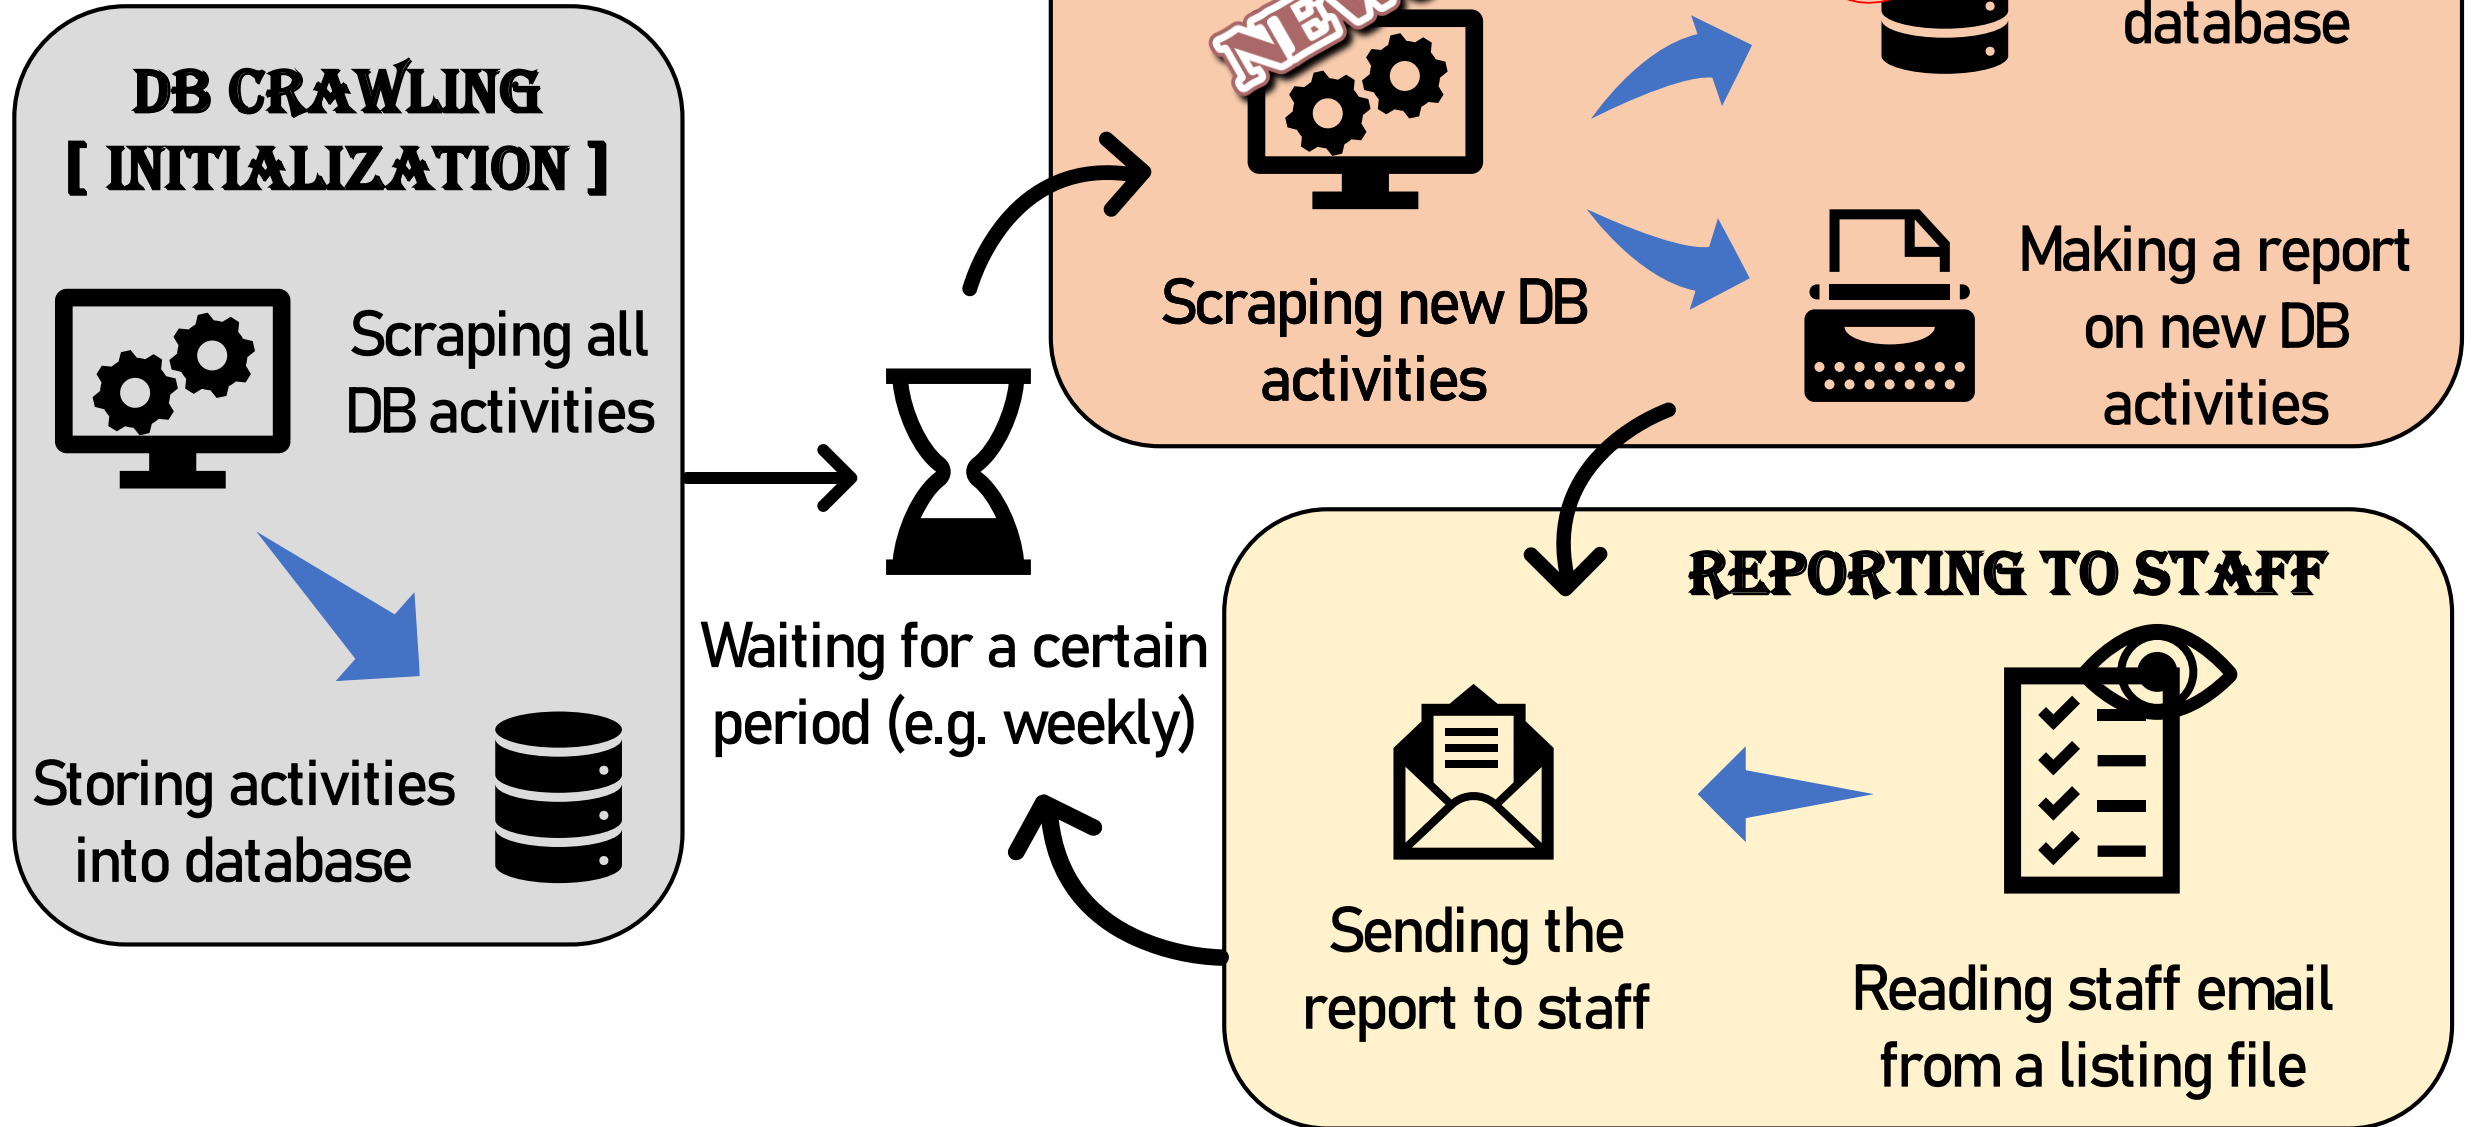 DB CRAWLING
[ INITIALIZATION ]
Scraping all
DB activities
Storing activities
into database
Waiting for a certain
period (e.g. weekly)
NEW
Scraping new DB
activities
database
Making a report
on new DB
activities
REPORTING TO STAFF
Sending the
report to staff
Reading staff email
from a listing file